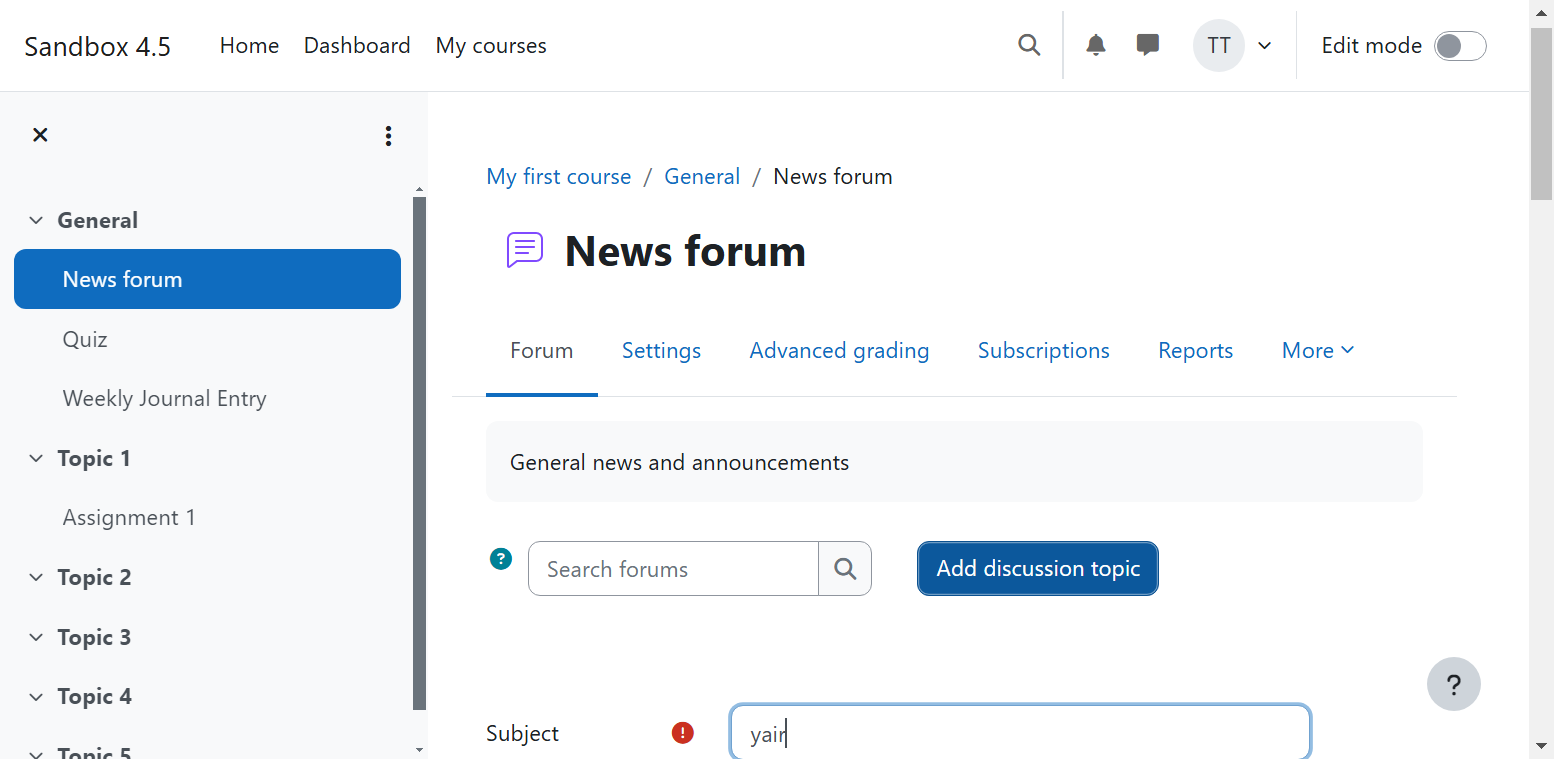 Sandbox 4.5 Home Dashboard My courses TT Edit mode
General
News forum
Quiz
Weekly Journal Entry
Topic 1
Assignment 1
Topic 2
Topic 3
Topic 4
Topic 5
My first course / General / News forum
News forum
Forum Settings Advanced grading Subscriptions Reports More
General news and announcements
? Search forums Add discussion topic
?
Subject ! yair